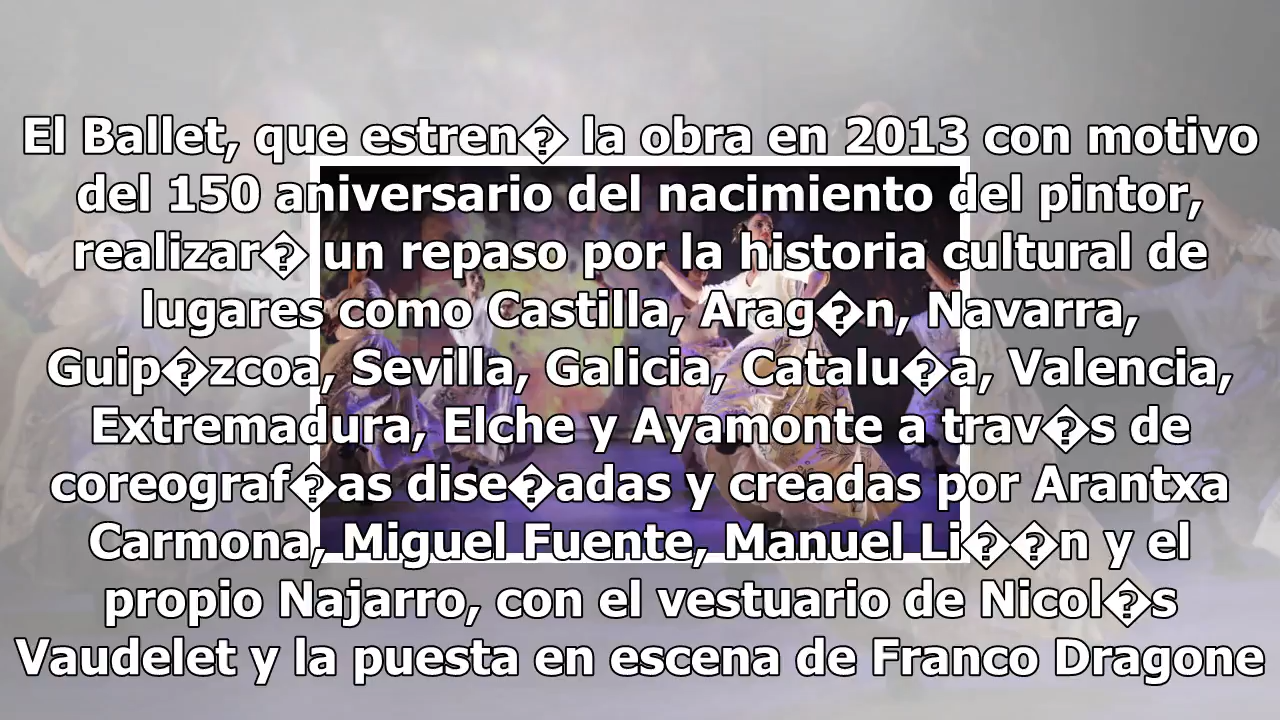 El Ballet, que estren� la obra en 2013 con motivo
del 150 aniversario del nacimiento del pintor,
realizar� un repaso por la historia cultural de
lugares como Castilla, Arag�n, Navarra,
Guip�zcoa, Sevilla, Galicia, Catalu�a, Valencia,
Extremadura, Elche y Ayamonte a trav�s de
coreograf�as dise�adas y creadas por Arantxa
Carmona, Miguel Fuente, Manuel Li��n y el
propio Najarro, con el vestuario de Nicol�s
Vaudelet y la puesta en escena de Franco Dragone